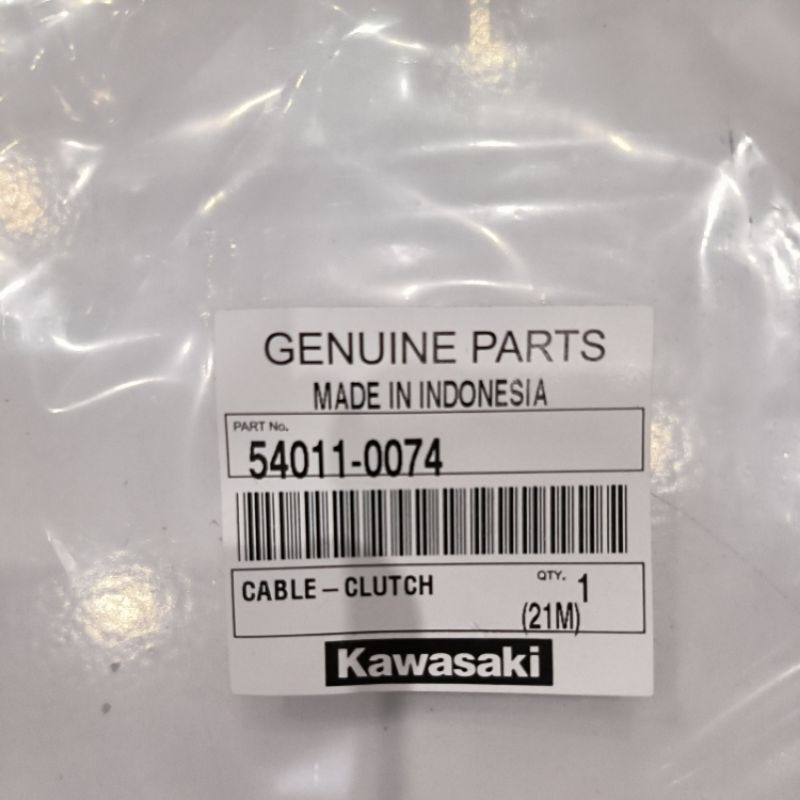 GENUINE PARTS
MADE IN INDONESIA
PART No.
54011-0074
CABLE-CLUTCH QTY. 1
(21M)
Kawasaki